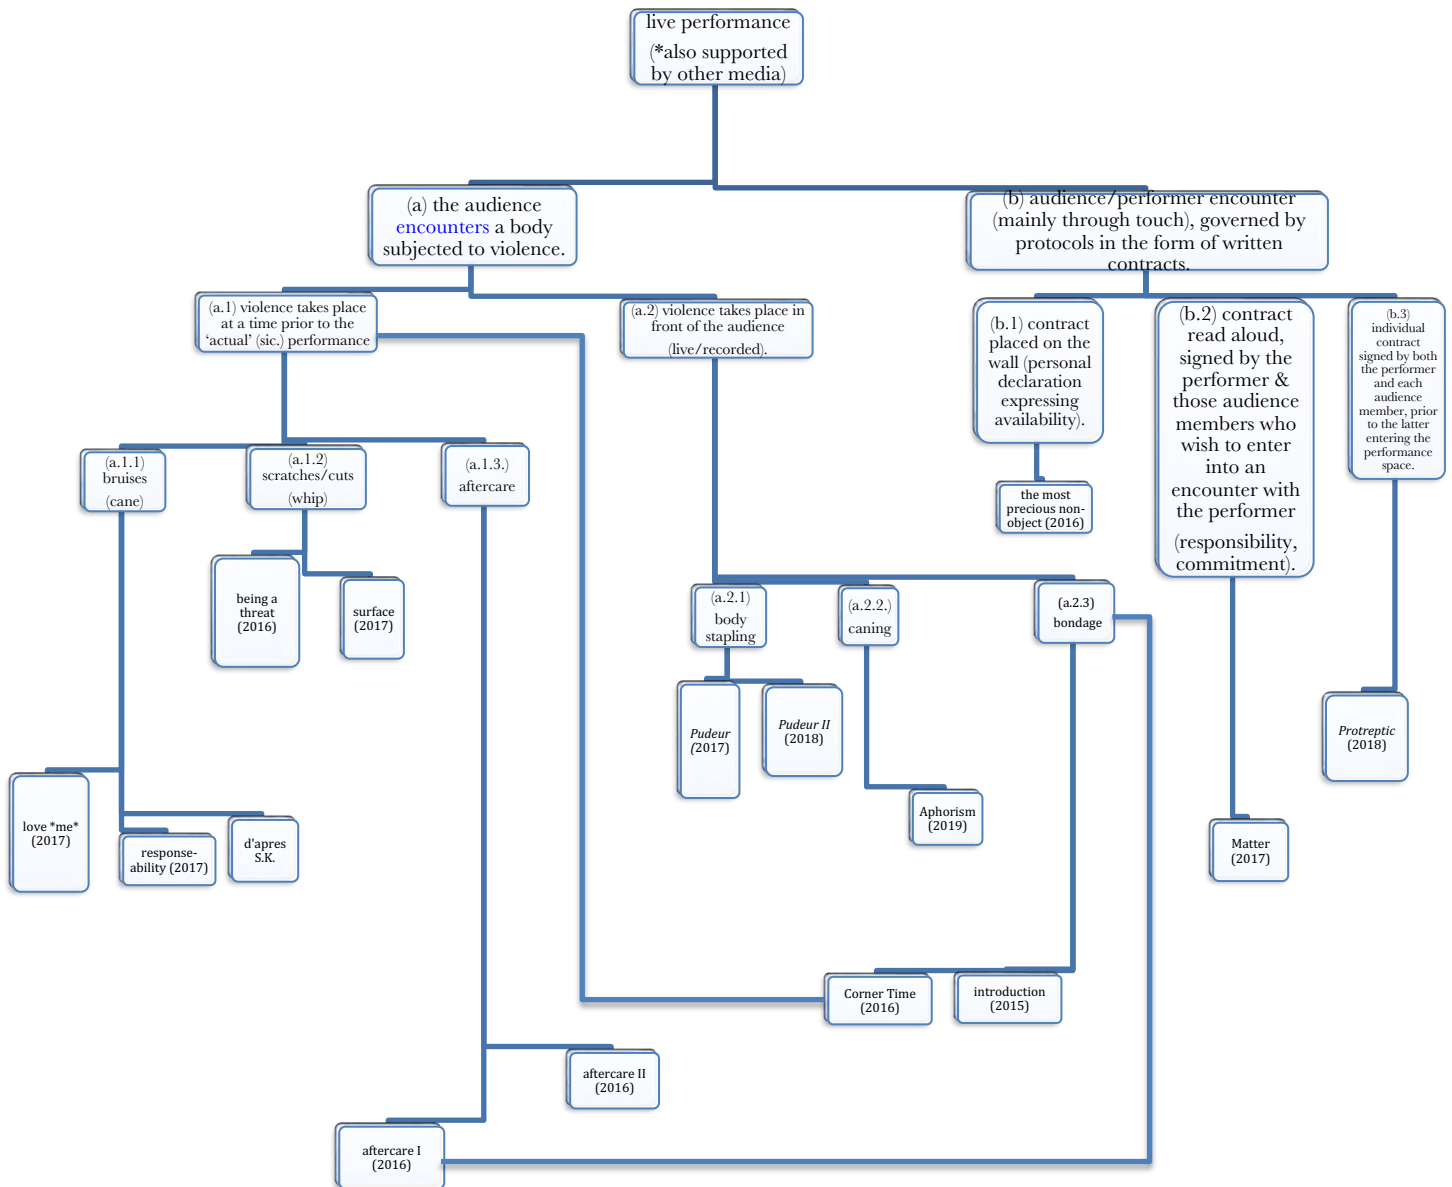 live performance
(*also supported
by other media)
(a) the audience
encounters a body
subjected to violence.
(b) audience/performer encounter
(mainly through touch), governed by
protocols in the form of written
contracts.
(a.1) violence takes place
at a time prior to the
‘actual’ (sic.) performance
(a.2) violence takes place in
front of the audience
(live/recorded).
(b.1) contract
placed on the
wall (personal
declaration
expressing
availability).
(b.2) contract
read aloud,
signed by the
performer &
those audience
members who
wish to enter
into an
encounter with
the performer
(responsibility,
commitment).
(b.3)
individual
contract
signed by both
the performer
and each
audience
member, prior
to the latter
entering the
performance
space.
(a.1.1)
bruises
(cane)
(a.1.2)
scratches/cuts
(whip)
(a.1.3.)
aftercare
the most
precious non-
object (2016)
being a
threat
(2016)
surface
(2017)
(a.2.1)
body
stapling
(a.2.2.)
caning
(a.2.3)
bondage
Pudeur
(2017)
Pudeur II
(2018)
Protreptic
(2018)
love *me*
(2017)
response-
ability (2017)
d'apres
S.K.
Aphorism
(2019)
Matter
(2017)
Corner Time
(2016)
introduction
(2015)
aftercare II
(2016)
aftercare I
(2016)